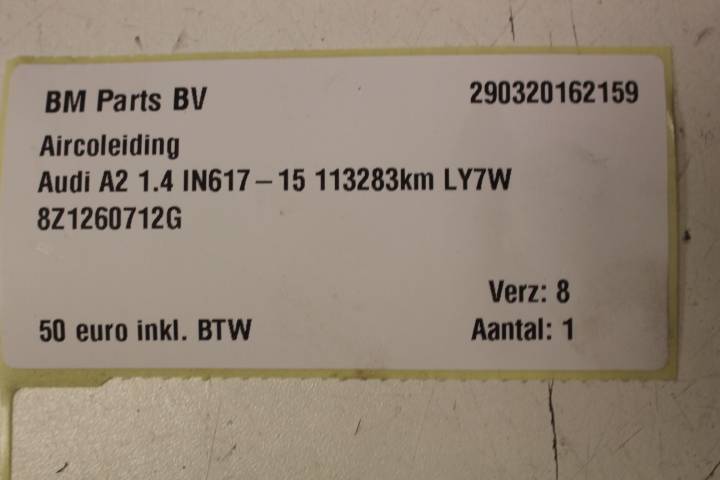 BM Parts BV 290320162159
Aircoleiding
Audi A2 1.4 IN617-15 113283km LY7W
8Z1260712G
Verz: 8
50 euro inkl. BTW Aantal: 1